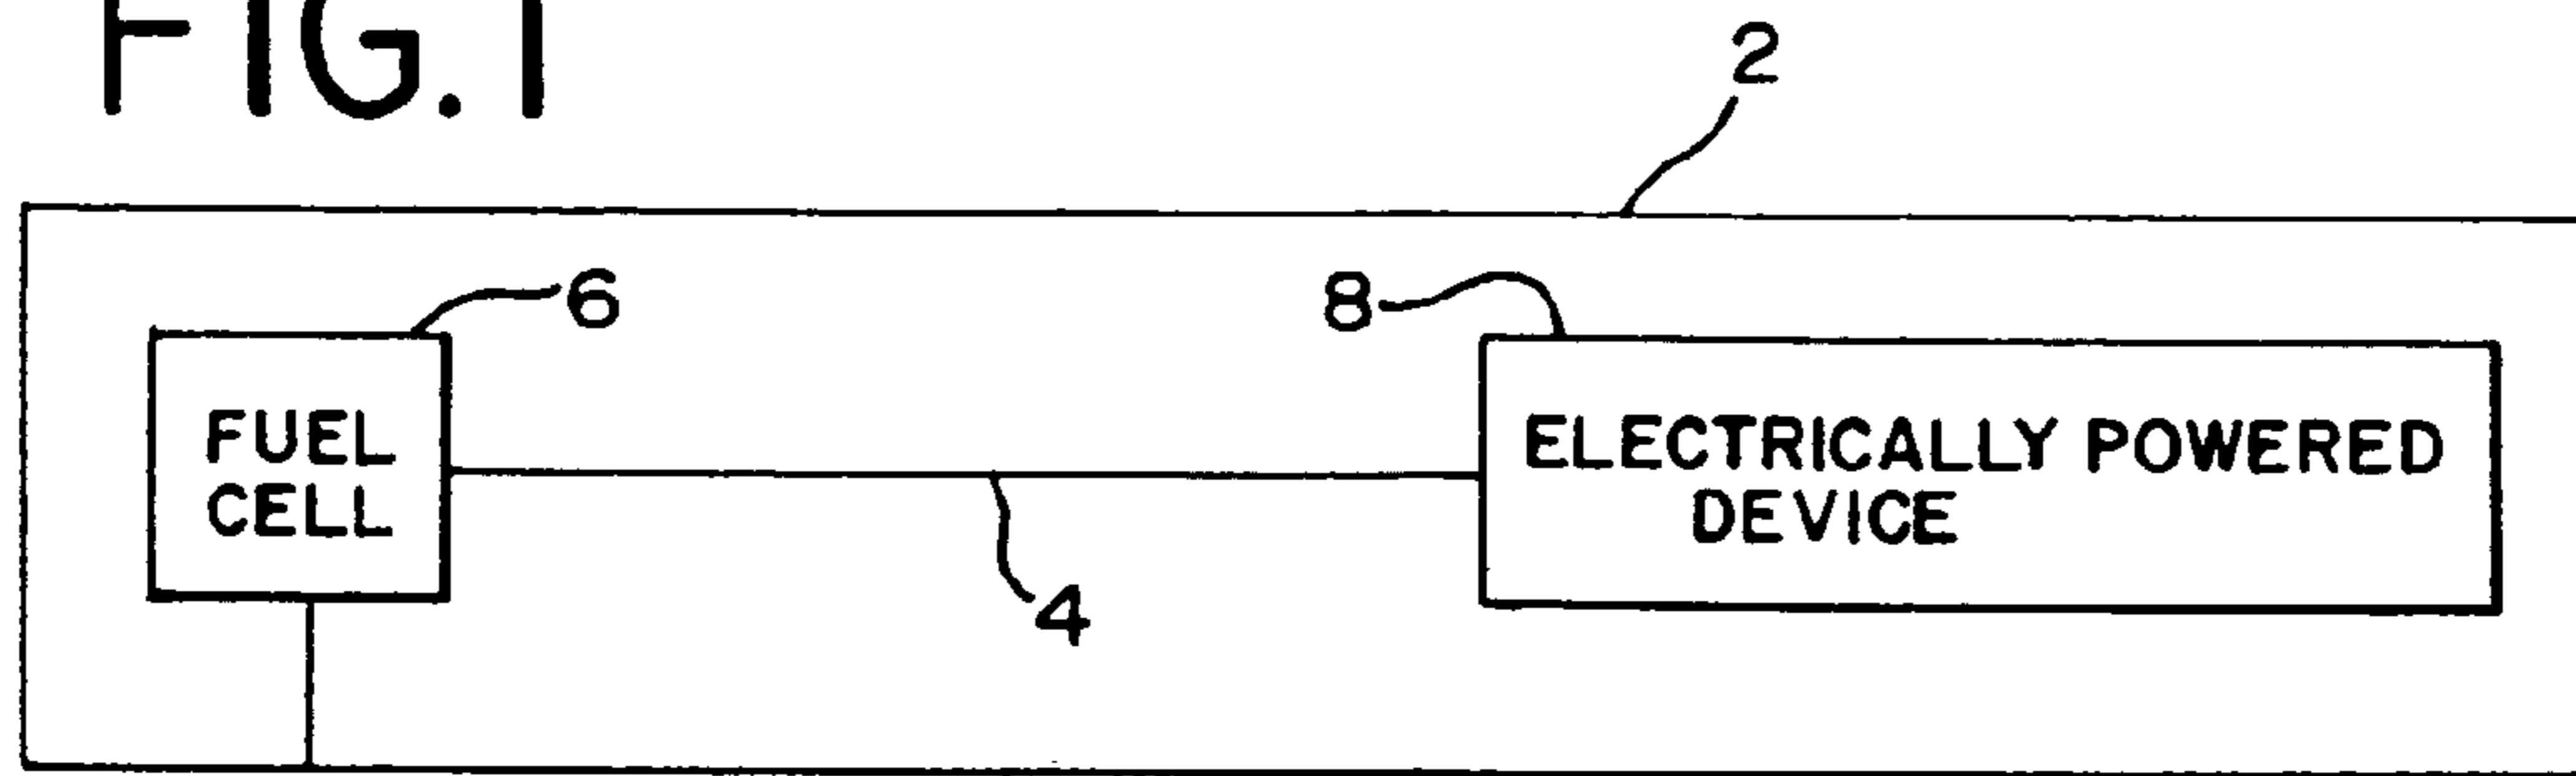 FIG. 1
2
6
8
FUEL
CELL
ELECTRICALLY POWERED
DEVICE
4